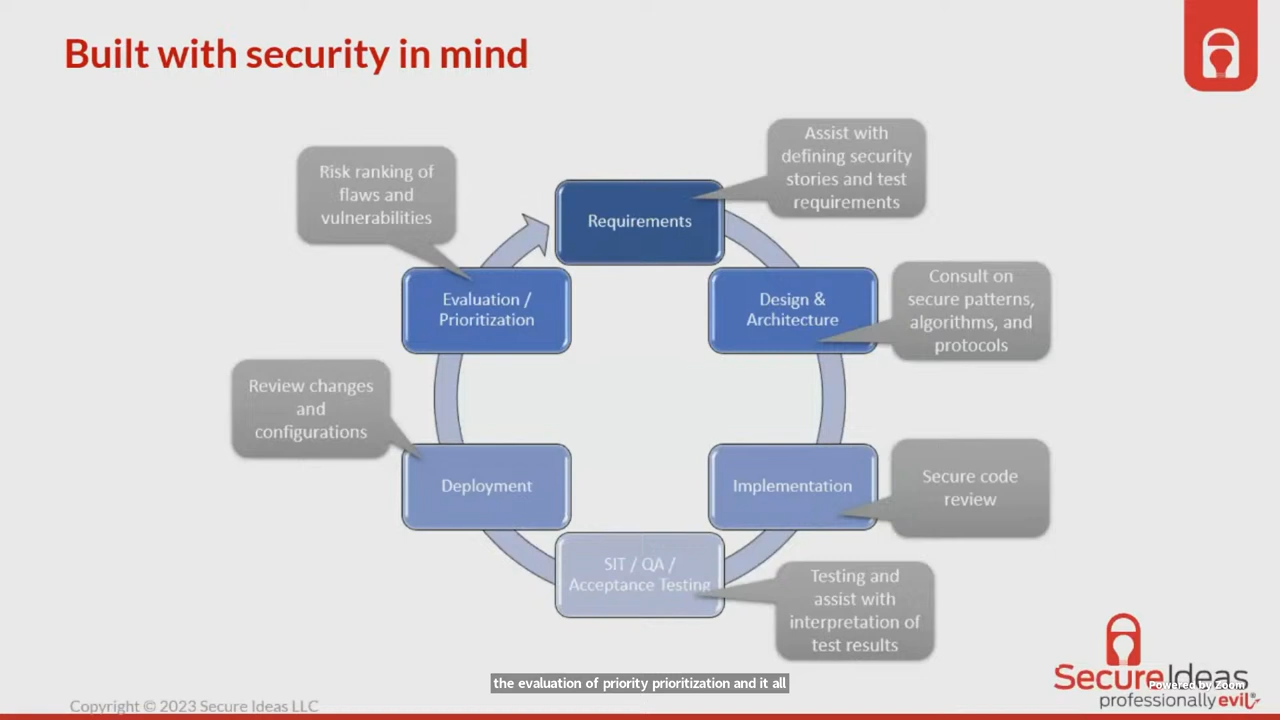 Built with security in mind
Assist with
defining security
stories and test
requirements
Risk ranking of
flaws and
vulnerabilities
Requirements
Evaluation /
Prioritization
Design &
Architecture
Consult on
secure patterns,
algorithms, and
protocols
Review changes
and
configurations
Deployment
Implementation
Secure code
review
SIT / QA /
Acceptance Testing
Testing and
assist with
interpretation of
test results
the evaluation of priority prioritization and it all
SecureIdeas
Powered by Zoom
professionally evil®
Copyright © 2023 Secure Ideas LLC